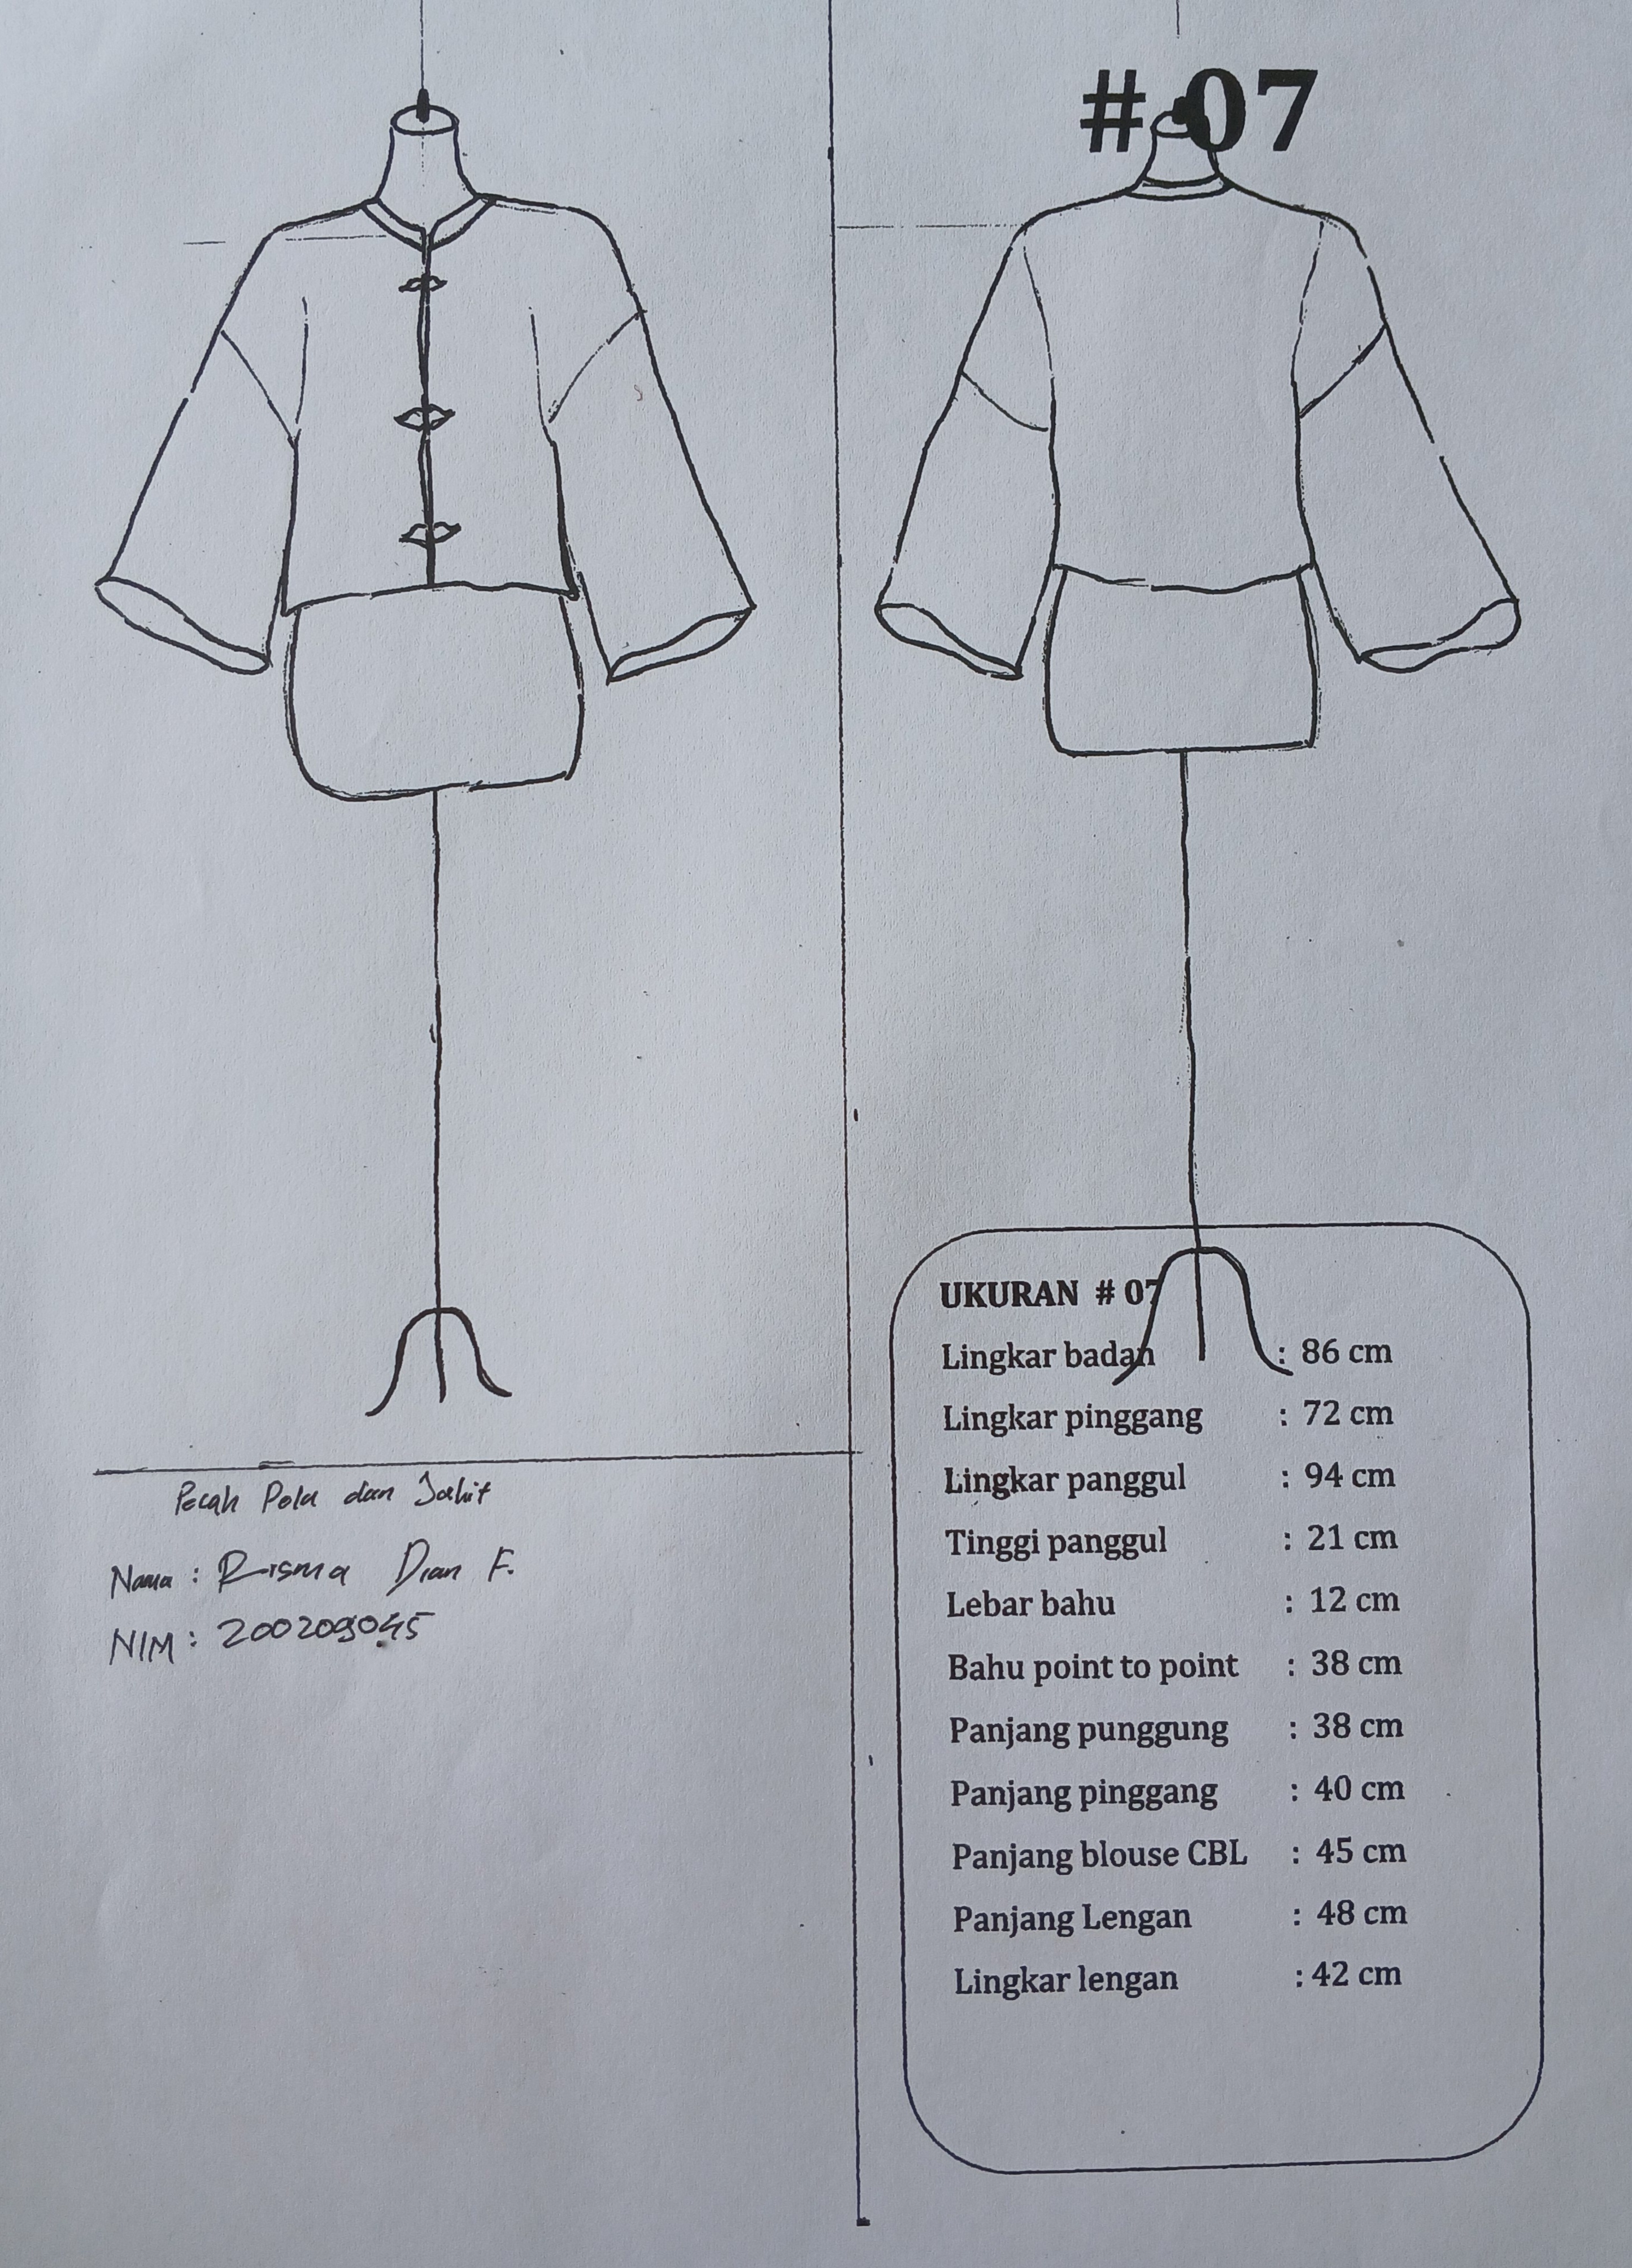 # 07
Pecah Pola dan Jahit
Nama : Risma Dian F.
NIM : 200209045
UKURAN # 07
Lingkar badan : 86 cm
Lingkar pinggang : 72 cm
Lingkar panggul : 94 cm
Tinggi panggul : 21 cm
Lebar bahu : 12 cm
Bahu point to point : 38 cm
Panjang punggung : 38 cm
Panjang pinggang : 40 cm
Panjang blouse CBL : 45 cm
Panjang Lengan : 48 cm
Lingkar lengan : 42 cm